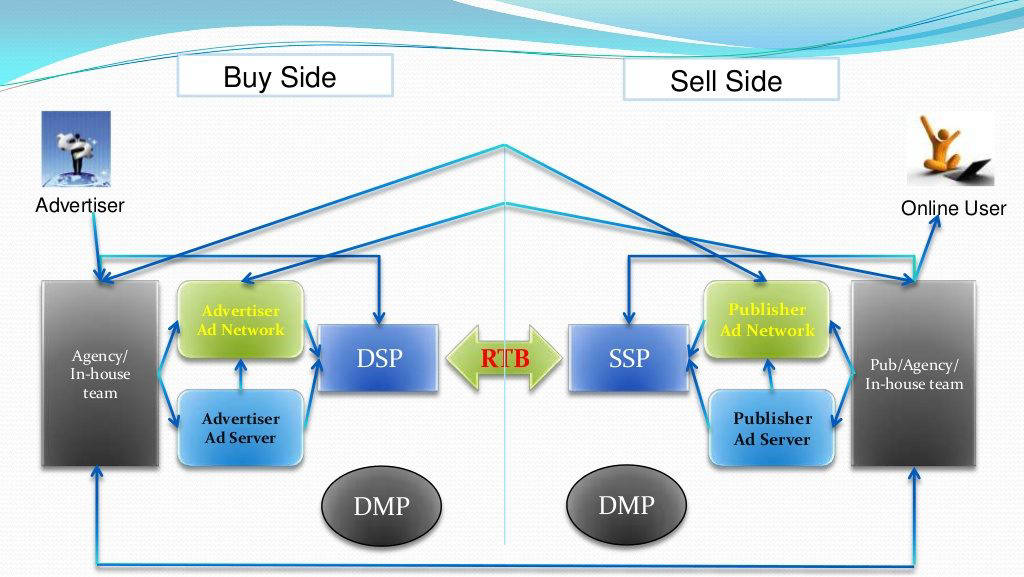 Buy Side
Sell Side
Advertiser
Online User
Agency/
In-house
team
Advertiser
Ad Network
Advertiser
Ad Server
DSP
RTB
SSP
Publisher
Ad Network
Publisher
Ad Server
Pub/Agency/
In-house team
DMP
DMP